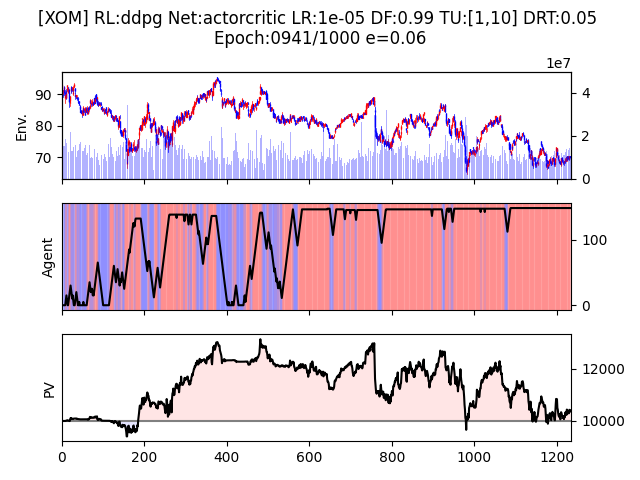 [XOM] RL:ddpg Net:actorcritic LR:1e-05 DF:0.99 TU:[1,10] DRT:0.05
Epoch:0941/1000 e=0.06
1e7
90
80
70
Env.
4
2
0
Agent
100
0
PV
12000
10000
0
200
400
600
800
1000
1200